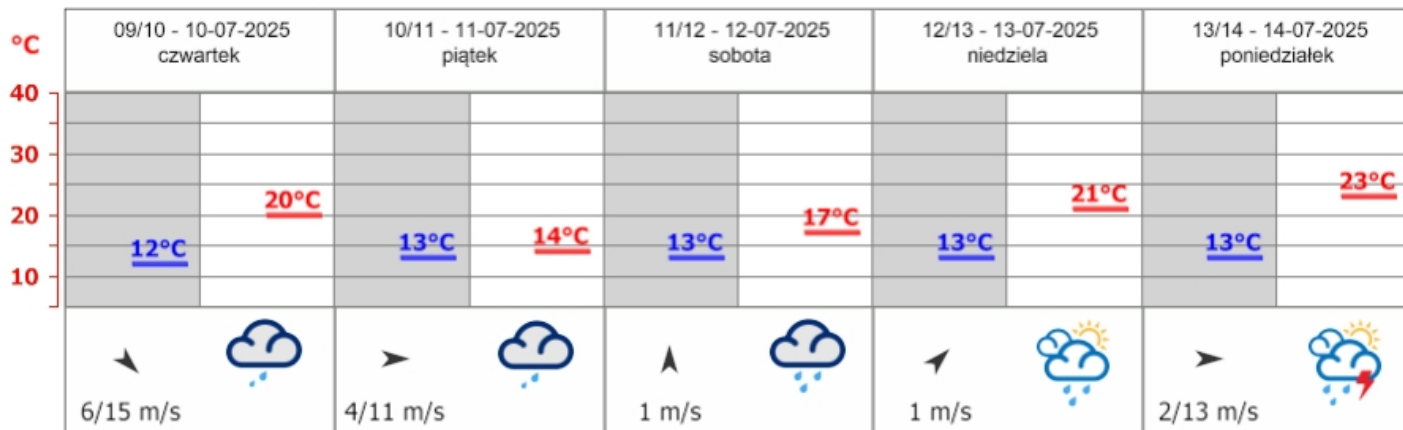 09/10 - 10-07-2025
czwartek
10/11 - 11-07-2025
piątek
11/12 - 12-07-2025
sobota
12/13 - 13-07-2025
niedziela
13/14 - 14-07-2025
poniedziałek
°C
40
30
20
10
12°C
20°C
13°C
14°C
13°C
17°C
13°C
21°C
13°C
23°C
6/15 m/s
4/11 m/s
1 m/s
1 m/s
2/13 m/s